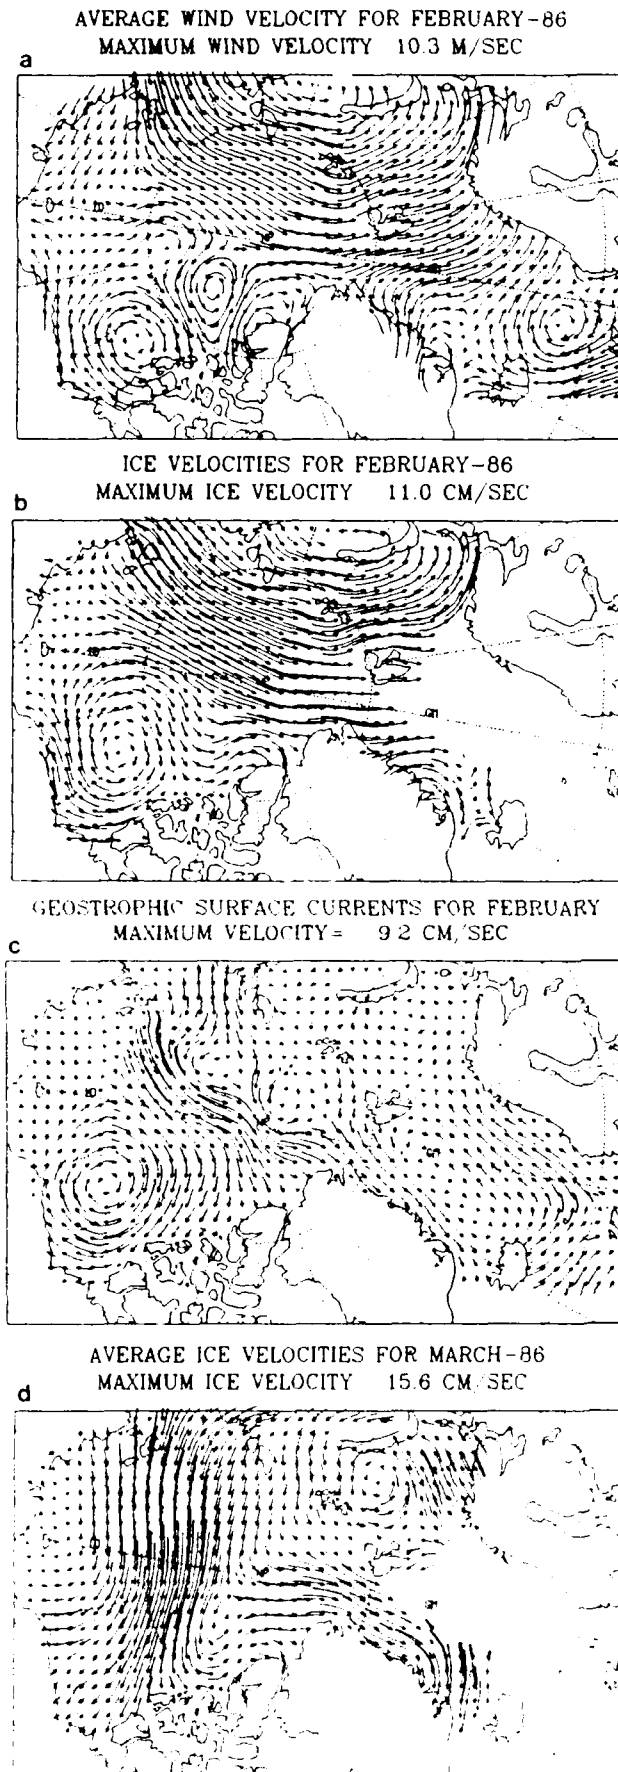 AVERAGE WIND VELOCITY FOR FEBRUARY-86
MAXIMUM WIND VELOCITY 10.3 M/SEC
a
ICE VELOCITIES FOR FEBRUARY-86
MAXIMUM ICE VELOCITY 11.0 CM/SEC
b
GEOSTROPHIC SURFACE CURRENTS FOR FEBRUARY
MAXIMUM VELOCITY= 9.2 CM/SEC
c
AVERAGE ICE VELOCITIES FOR MARCH-86
MAXIMUM ICE VELOCITY 15.6 CM/SEC
d